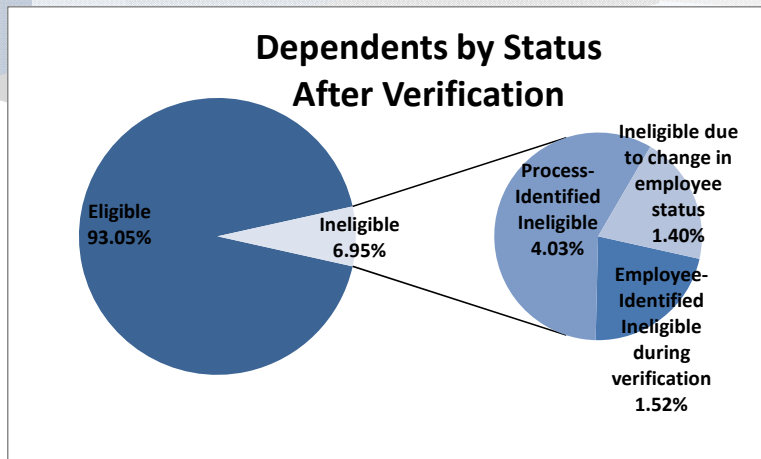 Dependents by Status
After Verification
Eligible
93.05%
Ineligible
6.95%
Process-
Identified
Ineligible
4.03%
Ineligible due
to change in
employee
status
1.40%
Employee-
Identified
Ineligible
during
verification
1.52%